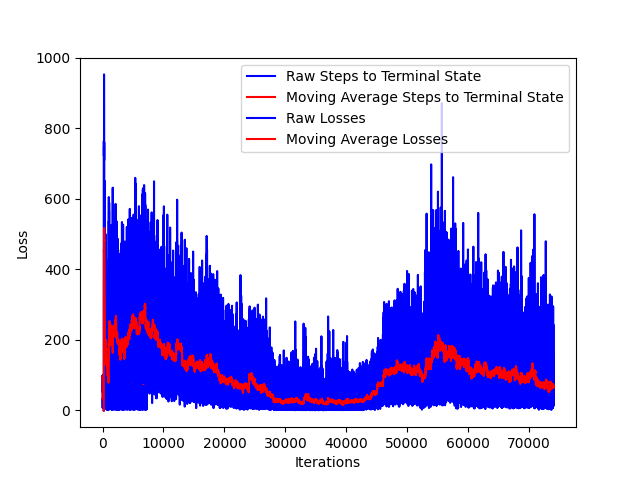 1000
800
600
400
200
0
Loss
Raw Steps to Terminal State
Moving Average Steps to Terminal State
Raw Losses
Moving Average Losses
0 10000 20000 30000 40000 50000 60000 70000
Iterations